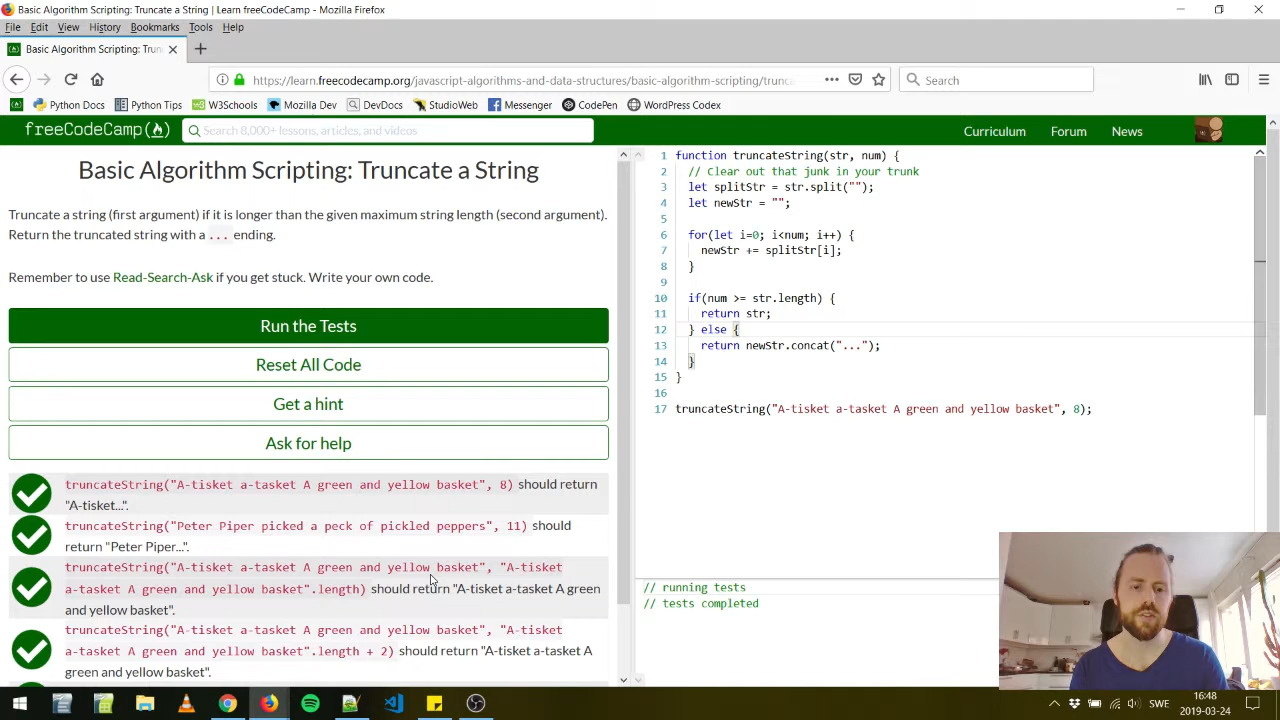 Basic Algorithm Scripting: Truncate a String | Learn freeCodeCamp - Mozilla Firefox
File Edit View History Bookmarks Tools Help
Basic Algorithm Scripting: Trun
https://learn.freecodecamp.org/javascript-algorithms-and-data-structures/basic-algorithm-scripting/trunc
Search
Python Docs Python Tips W3Schools Mozilla Dev DevDocs StudioWeb Messenger CodePen WordPress Codex
freeCodeCamp
Search 8,000+ lessons, articles, and videos
Curriculum Forum News
Basic Algorithm Scripting: Truncate a String
Truncate a string (first argument) if it is longer than the given maximum string length (second argument).
Return the truncated string with a ... ending.
Remember to use Read-Search-Ask if you get stuck. Write your own code.
Run the Tests
Reset All Code
Get a hint
Ask for help
truncateString("A-tisket a-tasket A green and yellow basket", 8) should return
"A-tisket...".
truncateString("Peter Piper picked a peck of pickled peppers", 11) should
return "Peter Piper...".
truncateString("A-tisket a-tasket A green and yellow basket", "A-tisket
a-tasket A green and yellow basket".length) should return "A-tisket a-tasket A green
and yellow basket".
truncateString("A-tisket a-tasket A green and yellow basket", "A-tisket
a-tasket A green and yellow basket".length + 2) should return "A-tisket a-tasket A
green and yellow basket".
1 function truncateString(str, num) {
2 // Clear out that junk in your trunk
3 let splitStr = str.split("");
4 let newStr = "";
5
6 for(let i=0; i<num; i++) {
7 newStr += splitStr[i];
8 }
9
10 if(num >= str.length) {
11 return str;
12 } else {
13 return newStr.concat("...");
14 }
15 }
16
17 truncateString("A-tisket a-tasket A green and yellow basket", 8);
// running tests
// tests completed
SWE
16:48
2019-03-24